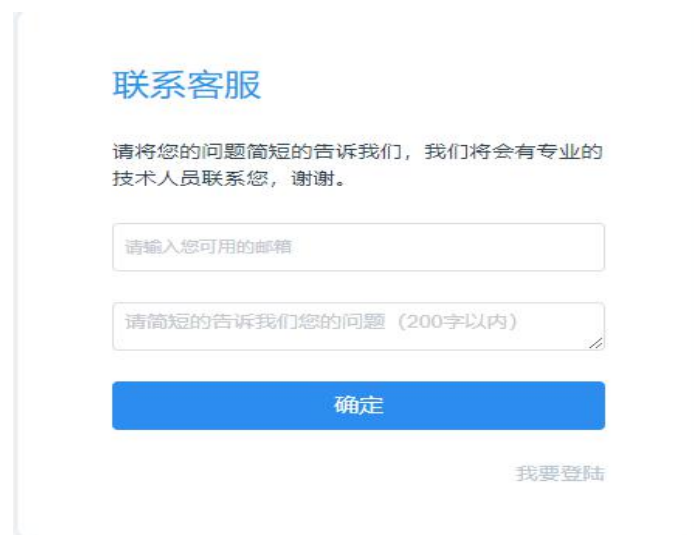 联系客服
请将您的问题简短的告诉我们，我们将会有专业的
技术人员联系您，谢谢。
请输入您可用的邮箱
请简短的告诉我们您的问题（200字以内）
确定
我要登陆